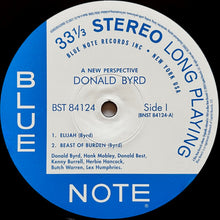 33⅓ STEREO LONG PLAYING
BLUE NOTE RECORDS INC • NEW YORK USA
A NEW PERSPECTIVE
DONALD BYRD
BST 84124
Side I
(BNST 84124-A)
1. ELIJAH (Byrd)
2. BEAST OF BURDEN (Byrd)
Donald Byrd, Hank Mobley, Donald Best,
Kenny Burrell, Herbie Hancock,
Butch Warren, Lex Humphries.
BLUE
NOTE